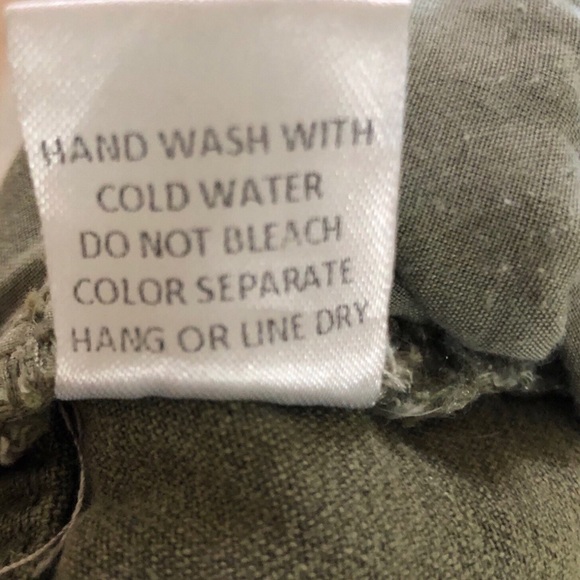 HAND WASH WITH
COLD WATER
DO NOT BLEACH
COLOR SEPARATE
HANG OR LINE DRY